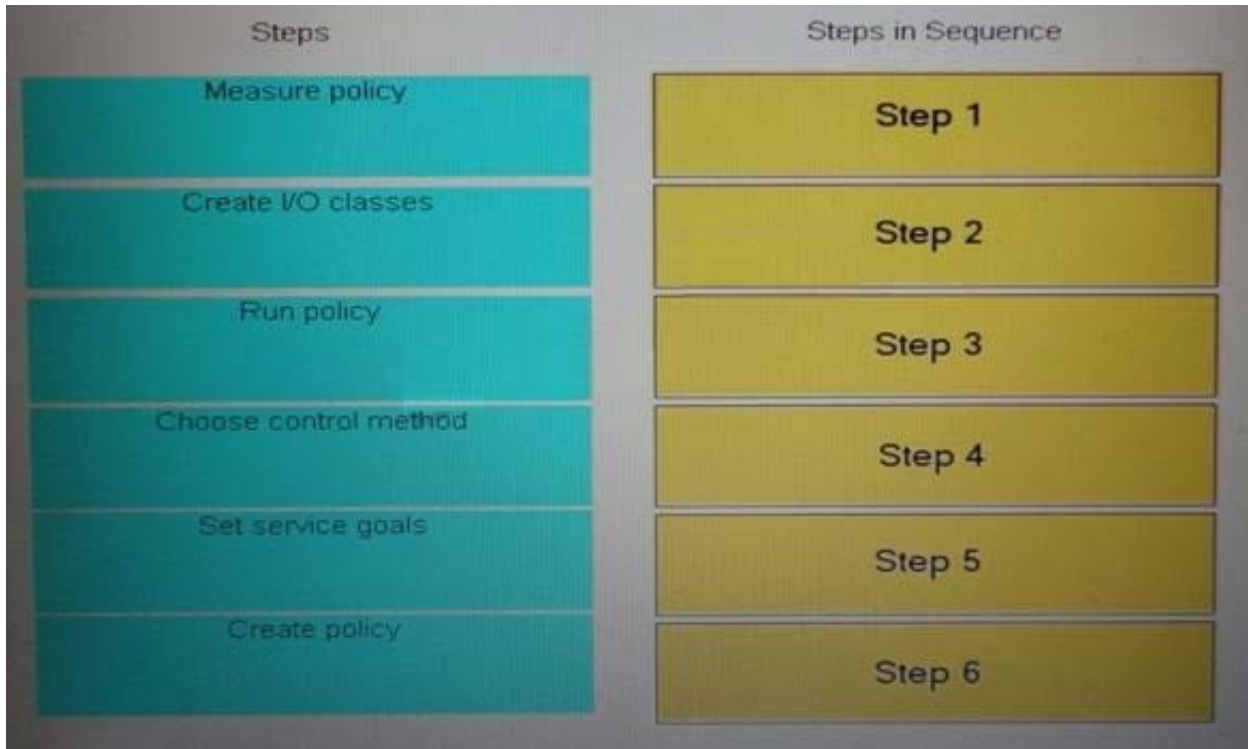 Steps
Measure policy
Create I/O classes
Run policy
Choose control method
Set service goals
Create policy
Steps in Sequence
Step 1
Step 2
Step 3
Step 4
Step 5
Step 6